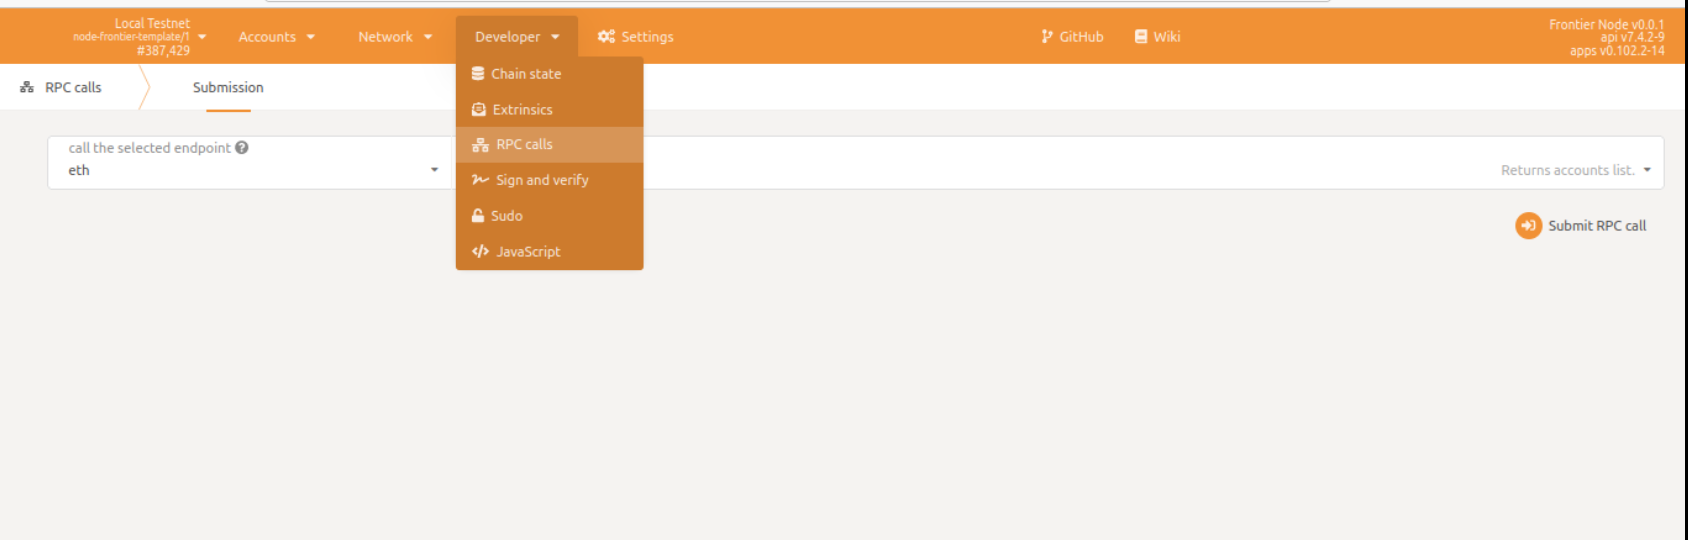 Local Testnet
node-frontier-template/1
#387,429
Accounts
Network
Developer
Settings
GitHub
Wiki
Frontier Node v0.0.1
api v7.4.2-9
apps v0.102.2-14
RPC calls
Submission
Chain state
Extrinsics
RPC calls
Sign and verify
Sudo
JavaScript
call the selected endpoint
eth
Returns accounts list.
Submit RPC call